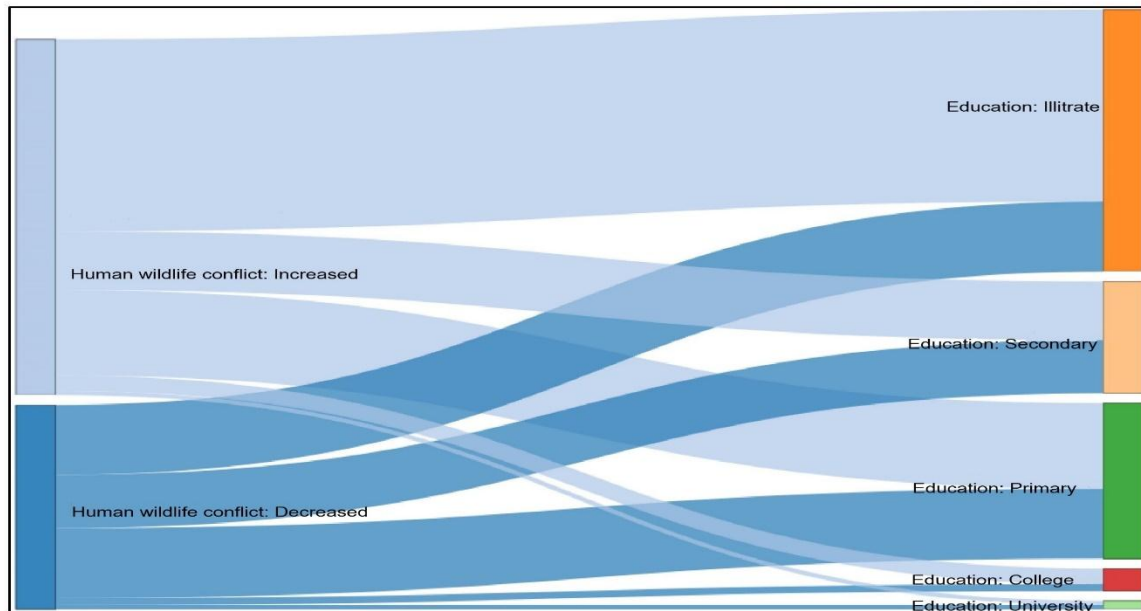 Education: Illitrate
Human wildlife conflict: Increased
Education: Secondary
Education: Primary
Human wildlife conflict: Decreased
Education: College
Education: University